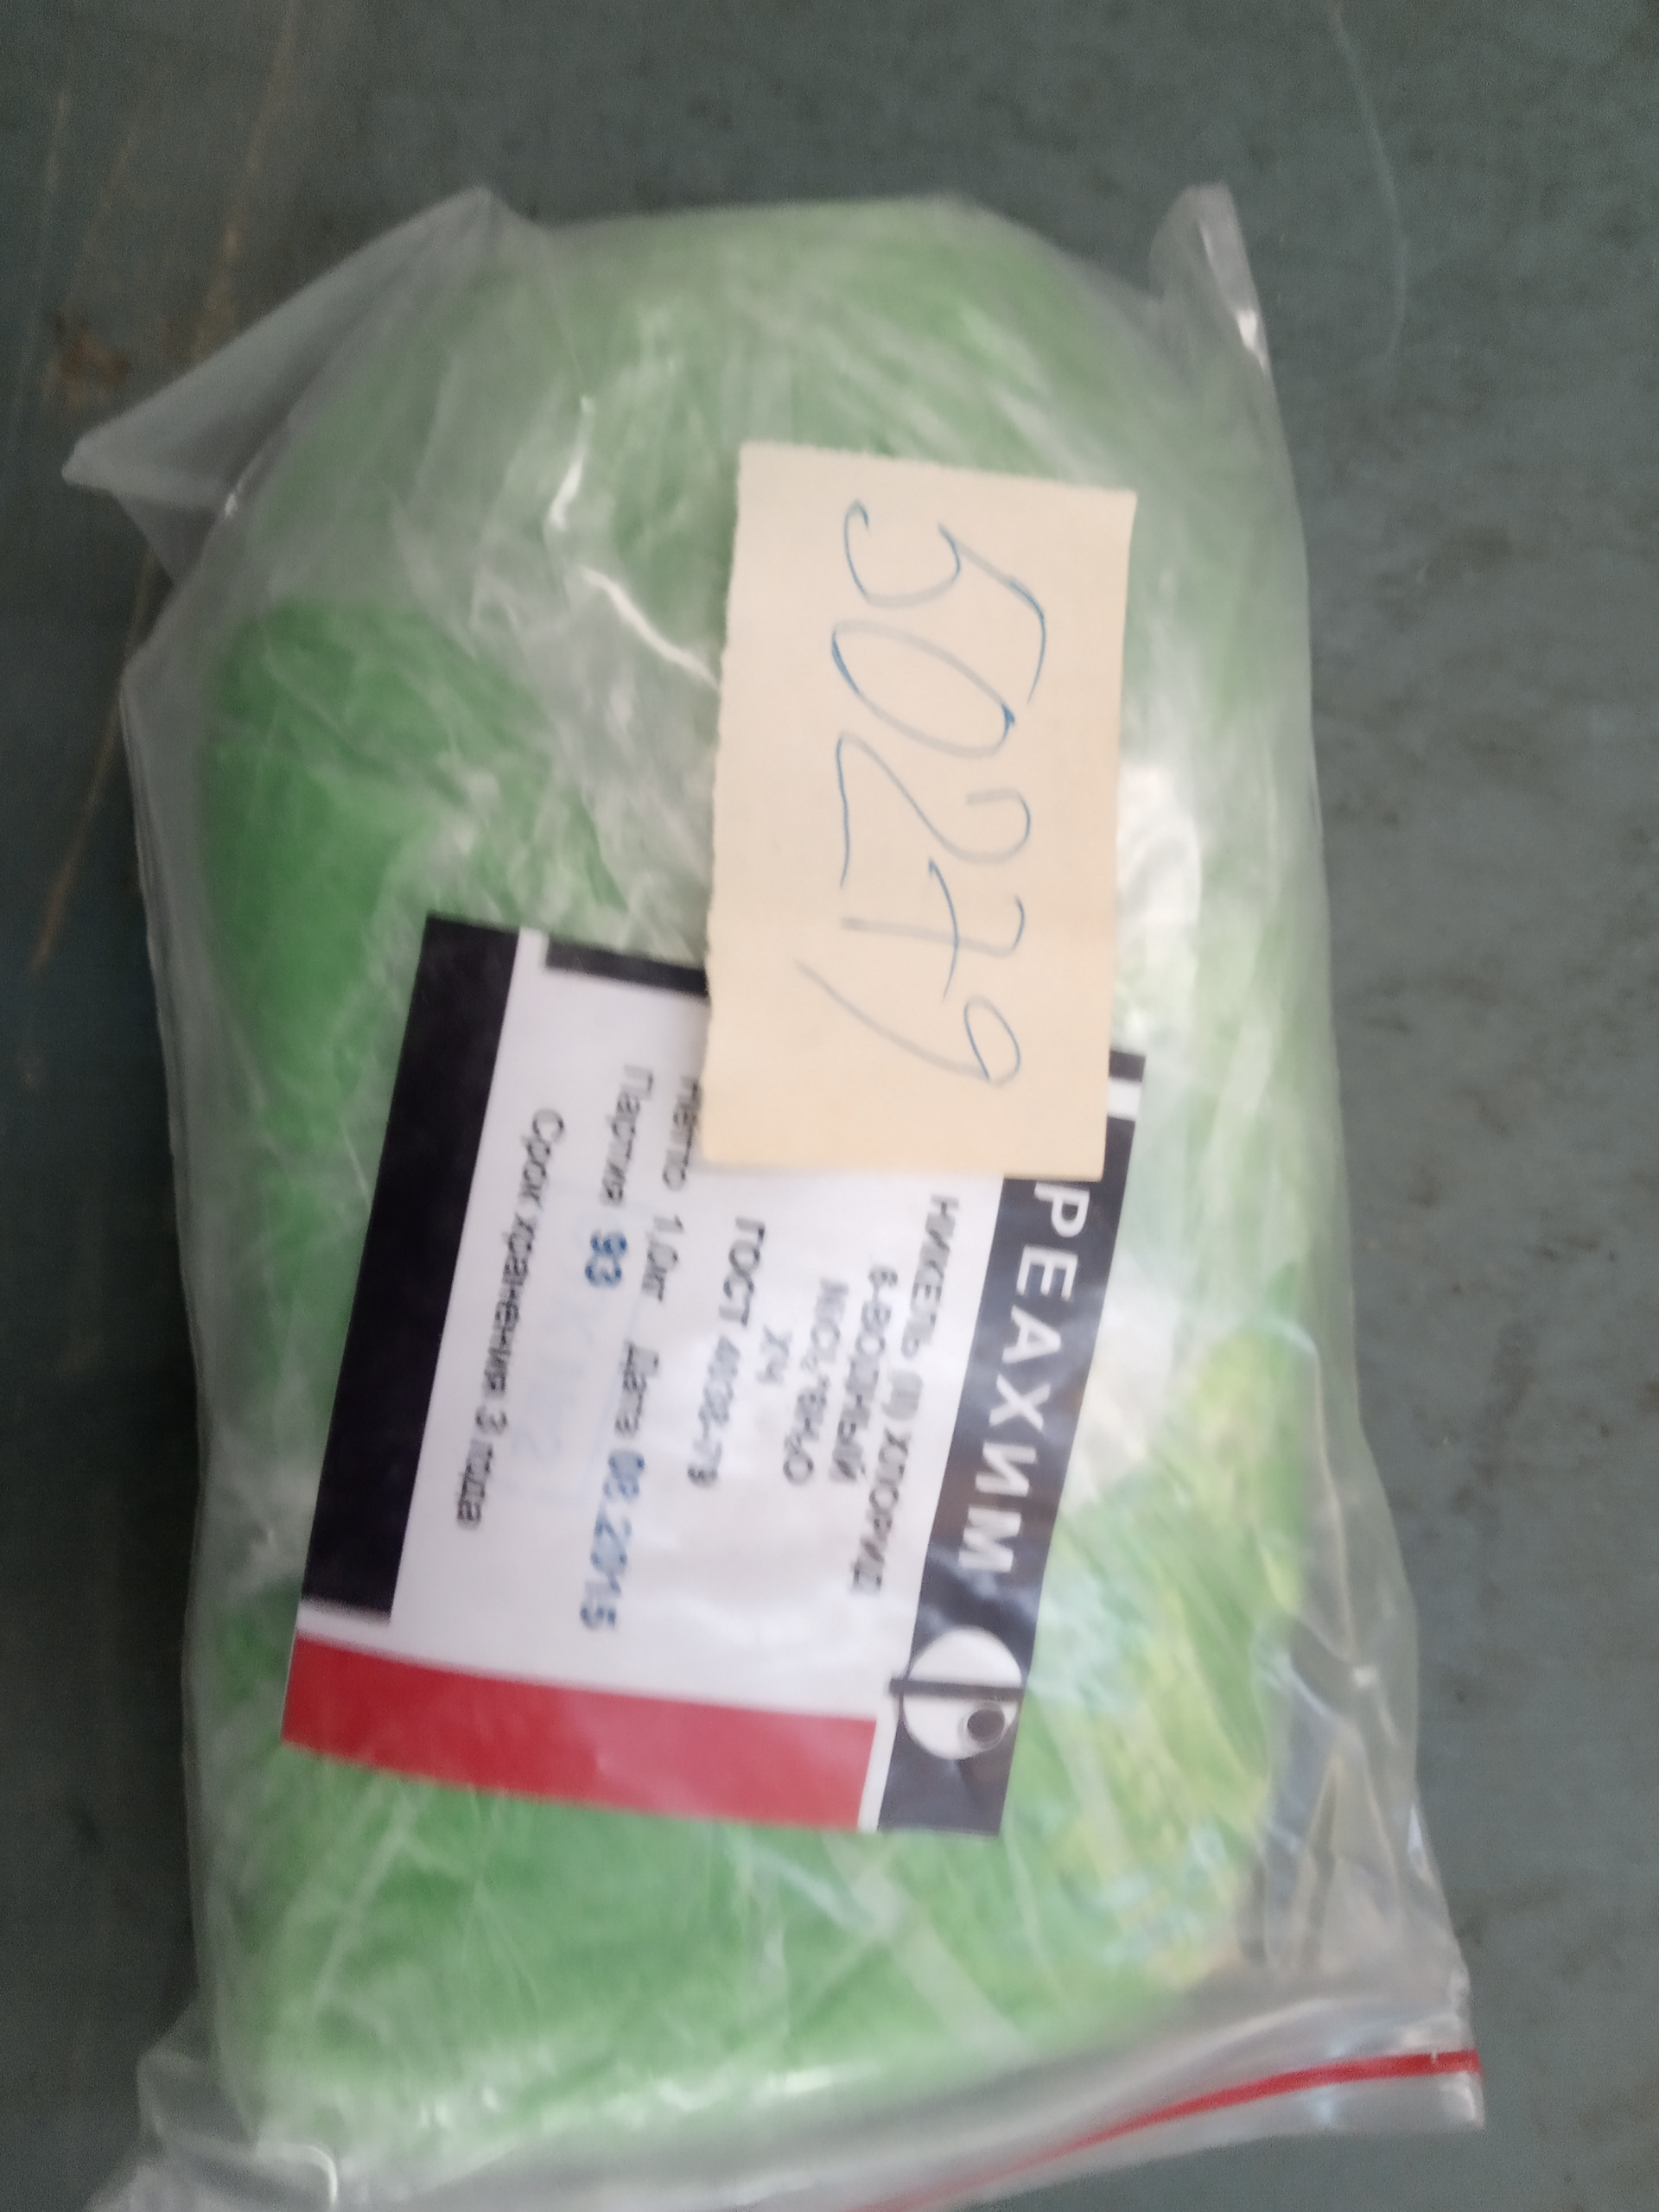 50279
РЕАХИМ
НИКЕЛЬ (II) ХЛОРИД
6-ВОДНЫЙ
NiCl₂*6H₂O
ХЧ
ГОСТ 4038-79
Нетто 1,0кг Дата 08.2015
Партия 93
Срок хранения 3 года